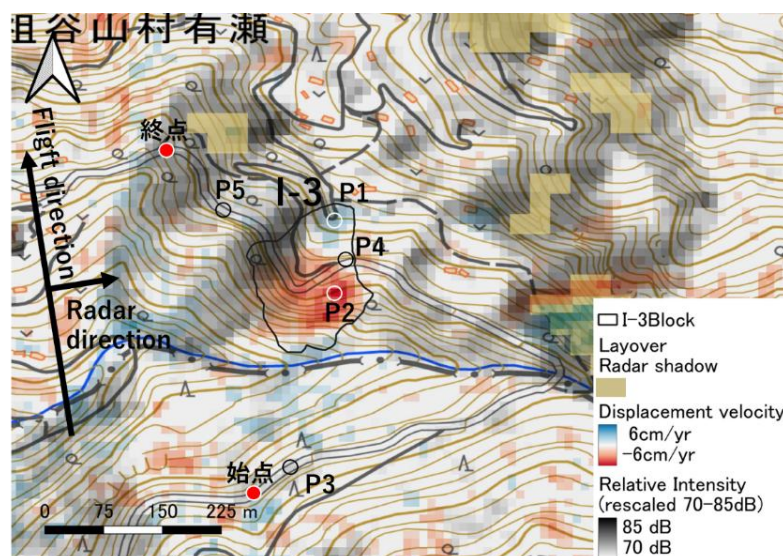 祖谷山村有瀬
Fligft direction
終点
P5
I-3
P1
P4
P2
Radar
direction
始点
P3
0 75 150 225 m
I-3Block
Layover
Radar shadow
Displacement velocity
6cm/yr
-6cm/yr
Relative Intensity
(rescaled 70-85dB)
85 dB
70 dB